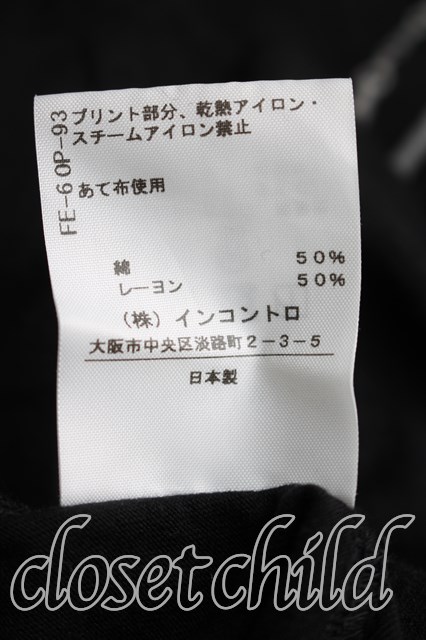 FE-60P-93
プリント部分、乾熱アイロン・
スチームアイロン禁止
あて布使用
綿 50%
レーヨン 50%
（株）インコントロ
大阪市中央区淡路町2－3－5
日本製
closetchild